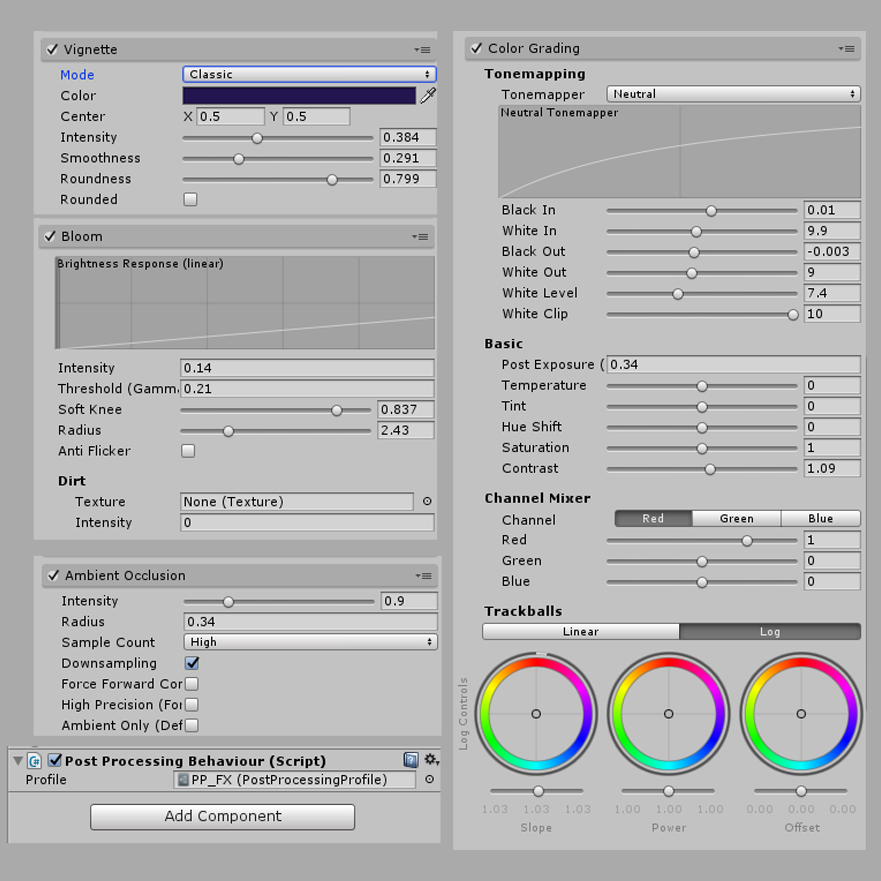 Vignette
Mode Classic
Color
Center X 0.5 Y 0.5
Intensity 0.384
Smoothness 0.291
Roundness 0.799
Rounded
Bloom
Brightness Response (linear)
Intensity 0.14
Threshold (Gamm 0.21
Soft Knee 0.837
Radius 2.43
Anti Flicker
Dirt
Texture None (Texture)
Intensity 0
Ambient Occlusion
Intensity 0.9
Radius 0.34
Sample Count High
Downsampling
Force Forward Cor
High Precision (For
Ambient Only (Def
Post Processing Behaviour (Script)
Profile PP_FX (PostProcessingProfile)
Add Component
Color Grading
Tonemapping
Tonemapper Neutral
Neutral Tonemapper
Black In 0.01
White In 9.9
Black Out -0.003
White Out 9
White Level 7.4
White Clip 10
Basic
Post Exposure ( 0.34
Temperature 0
Tint 0
Hue Shift 0
Saturation 1
Contrast 1.09
Channel Mixer
Channel Red Green Blue
Red 1
Green 0
Blue 0
Trackballs
Linear Log
Log Controls
1.03 1.03 1.03 1.00 1.00 1.00 0.00 0.00 0.00
Slope Power Offset